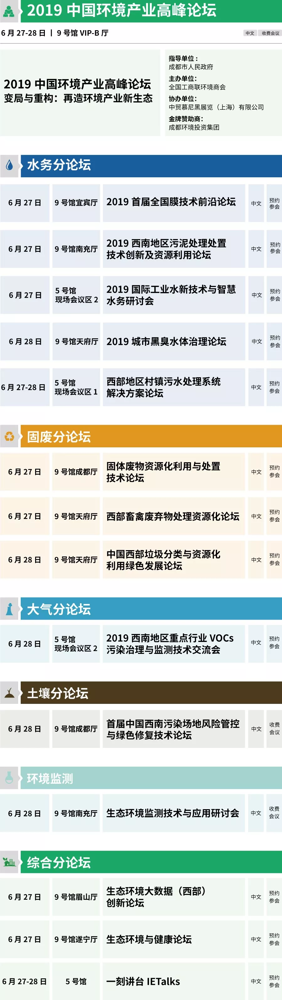 2019 中国环境产业高峰论坛
6 月 27-28 日 | 9 号馆 VIP-B 厅
中文 收费会议
2019 中国环境产业高峰论坛
变局与重构：再造环境产业新生态
指导单位：
成都市人民政府
主办单位：
全国工商联环境商会
协办单位：
中贸慕尼黑展览（上海）有限公司
金牌赞助商：
成都环境投资集团
水务分论坛
6 月 27 日
9 号馆宜宾厅
2019 首届全国膜技术前沿论坛
中文
预约
参会
6 月 27 日
9 号馆南充厅
2019 西南地区污泥处理处置
技术创新及资源利用论坛
中文
预约
参会
6 月 27 日
5 号馆
现场会议区 2
2019 国际工业水新技术与智慧
水务研讨会
中文
预约
参会
6 月 28 日
9 号馆天府厅
2019 城市黑臭水体治理论坛
中文
预约
参会
6 月 27-28 日
5 号馆
现场会议区 1
西部地区村镇污水处理系统
解决方案论坛
中文
预约
参会
固废分论坛
6 月 27 日
9 号馆成都厅
固体废物资源化利用与处置
技术论坛
中文
预约
参会
6 月 27 日
9 号馆天府厅
西部畜禽废弃物处理资源化论坛
中文
预约
参会
6 月 28 日
9 号馆天府厅
中国西部垃圾分类与资源化
利用绿色发展论坛
中文
预约
参会
大气分论坛
6 月 28 日
5 号馆
现场会议区 2
2019 西南地区重点行业 VOCs
污染治理与监测技术交流会
中文
预约
参会
土壤分论坛
6 月 28 日
9 号馆成都厅
首届中国西南污染场地风险管控
与绿色修复技术论坛
中文
收费
会议
环境监测
6 月 28 日
9 号馆南充厅
生态环境监测技术与应用研讨会
中文
收费
会议
综合分论坛
6 月 27 日
9 号馆眉山厅
生态环境大数据（西部）
创新论坛
中文
预约
参会
6 月 27 日
9 号馆遂宁厅
生态环境与健康论坛
中文
预约
参会
6 月 27-28 日
5 号馆
一刻讲台 IETalks
中文
预约
参会